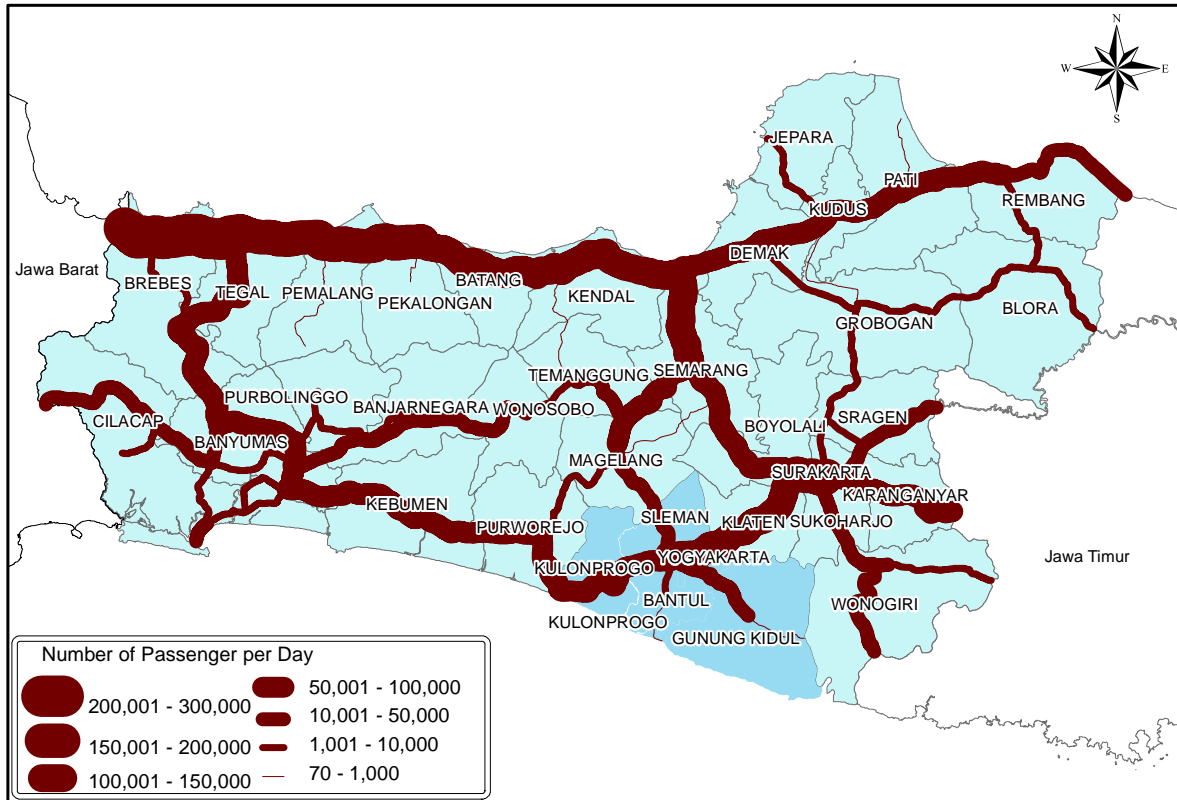 N
W
E
S
JEPARA
PATI
KUDUS
REMBANG
DEMAK
Jawa Barat
BREBES
TEGAL
PEMALANG
PEKALONGAN
BATANG
KENDAL
GROBOGAN
BLORA
TEMANGGUNG
SEMARANG
PURBOLINGGO
BANJARNEGARA
WONOSOBO
CILACAP
BANYUMAS
BOYOLALI
SRAGEN
MAGELANG
SURAKARTA
KARANGANYAR
KEBUMEN
PURWOREJO
SLEMAN
KLATEN
SUKOHARJO
KULONPROGO
YOGYAKARTA
Jawa Timur
BANTUL
WONOGIRI
KULONPROGO
GUNUNG KIDUL
Number of Passenger per Day
200,001 - 300,000
150,001 - 200,000
100,001 - 150,000
50,001 - 100,000
10,001 - 50,000
1,001 - 10,000
70 - 1,000